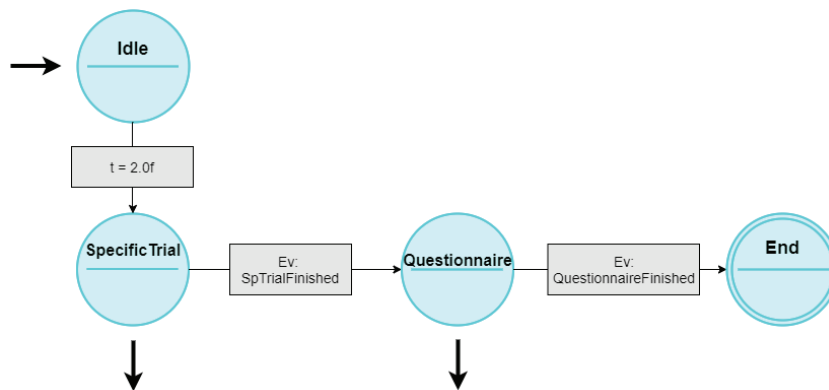 Idle
t = 2.0f
Specific Trial
Ev:
SpTrialFinished
Questionnaire
Ev:
QuestionnaireFinished
End